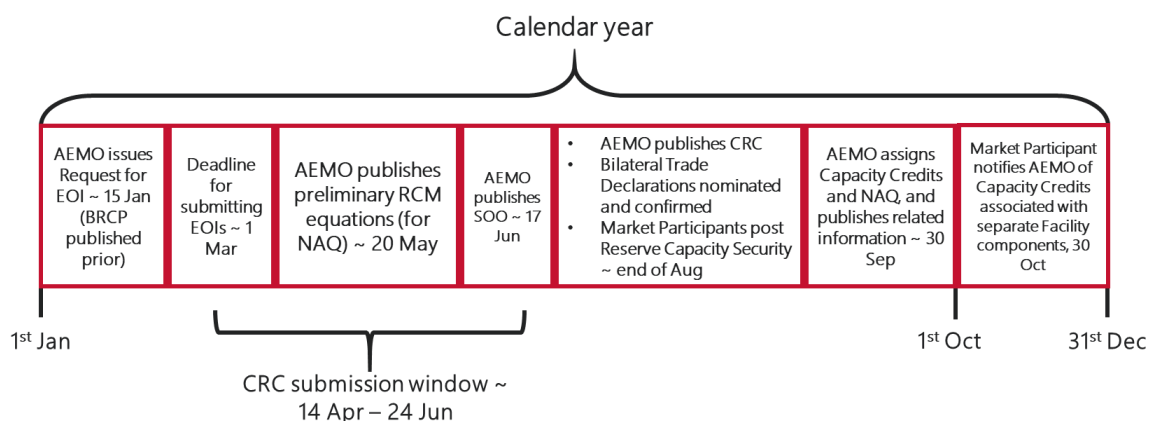 Calendar year
AEMO issues
Request for
EOI ~ 15 Jan
(BRCP
published
prior)
Deadline
for
submitting
EOIs ~ 1
Mar
AEMO publishes
preliminary RCM
equations (for
NAQ) ~ 20 May
AEMO
publishes
SOO ~ 17
Jun
• AEMO publishes CRC
• Bilateral Trade
Declarations nominated
and confirmed
• Market Participants post
Reserve Capacity Security
~ end of Aug
AEMO assigns
Capacity Credits
and NAQ, and
publishes related
information ~ 30
Sep
Market Participant
notifies AEMO of
Capacity Credits
associated with
separate Facility
components, 30
Oct
1st Jan
1st Oct
31st Dec
CRC submission window ~
14 Apr – 24 Jun